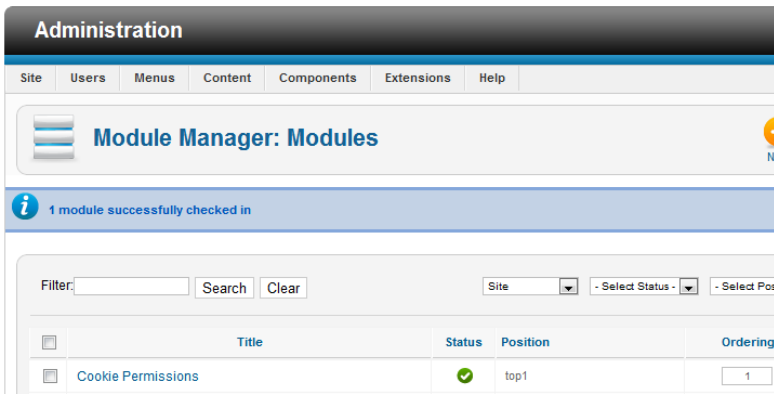 Administration
Site Users Menus Content Components Extensions Help
Module Manager: Modules
1 module successfully checked in
Filter: Search Clear Site - Select Status - - Select
Title Status Position Ordering
Cookie Permissions top1 1